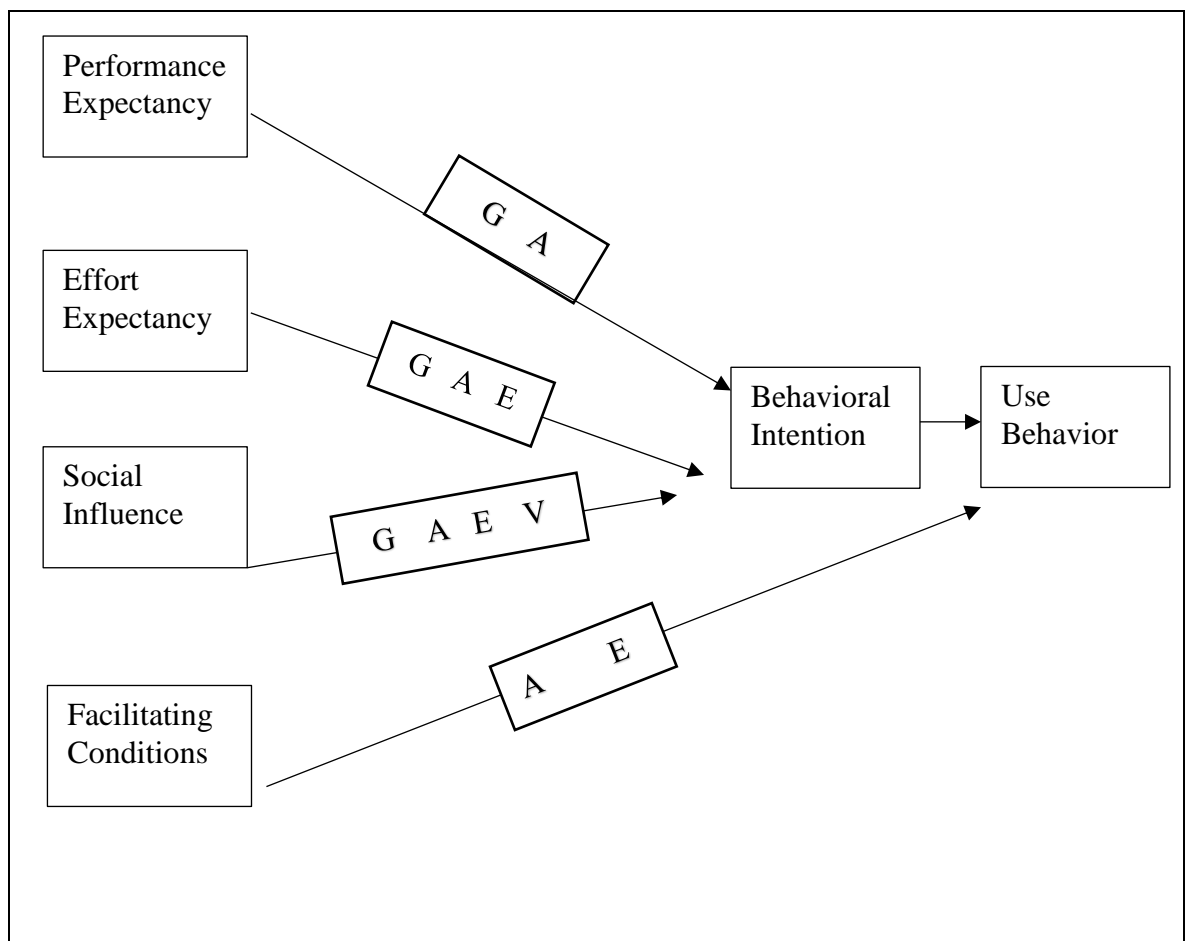 Performance
Expectancy
G A
Effort
Expectancy
G A E
Behavioral
Intention
Use
Behavior
Social
Influence
G A E V
A E
Facilitating
Conditions